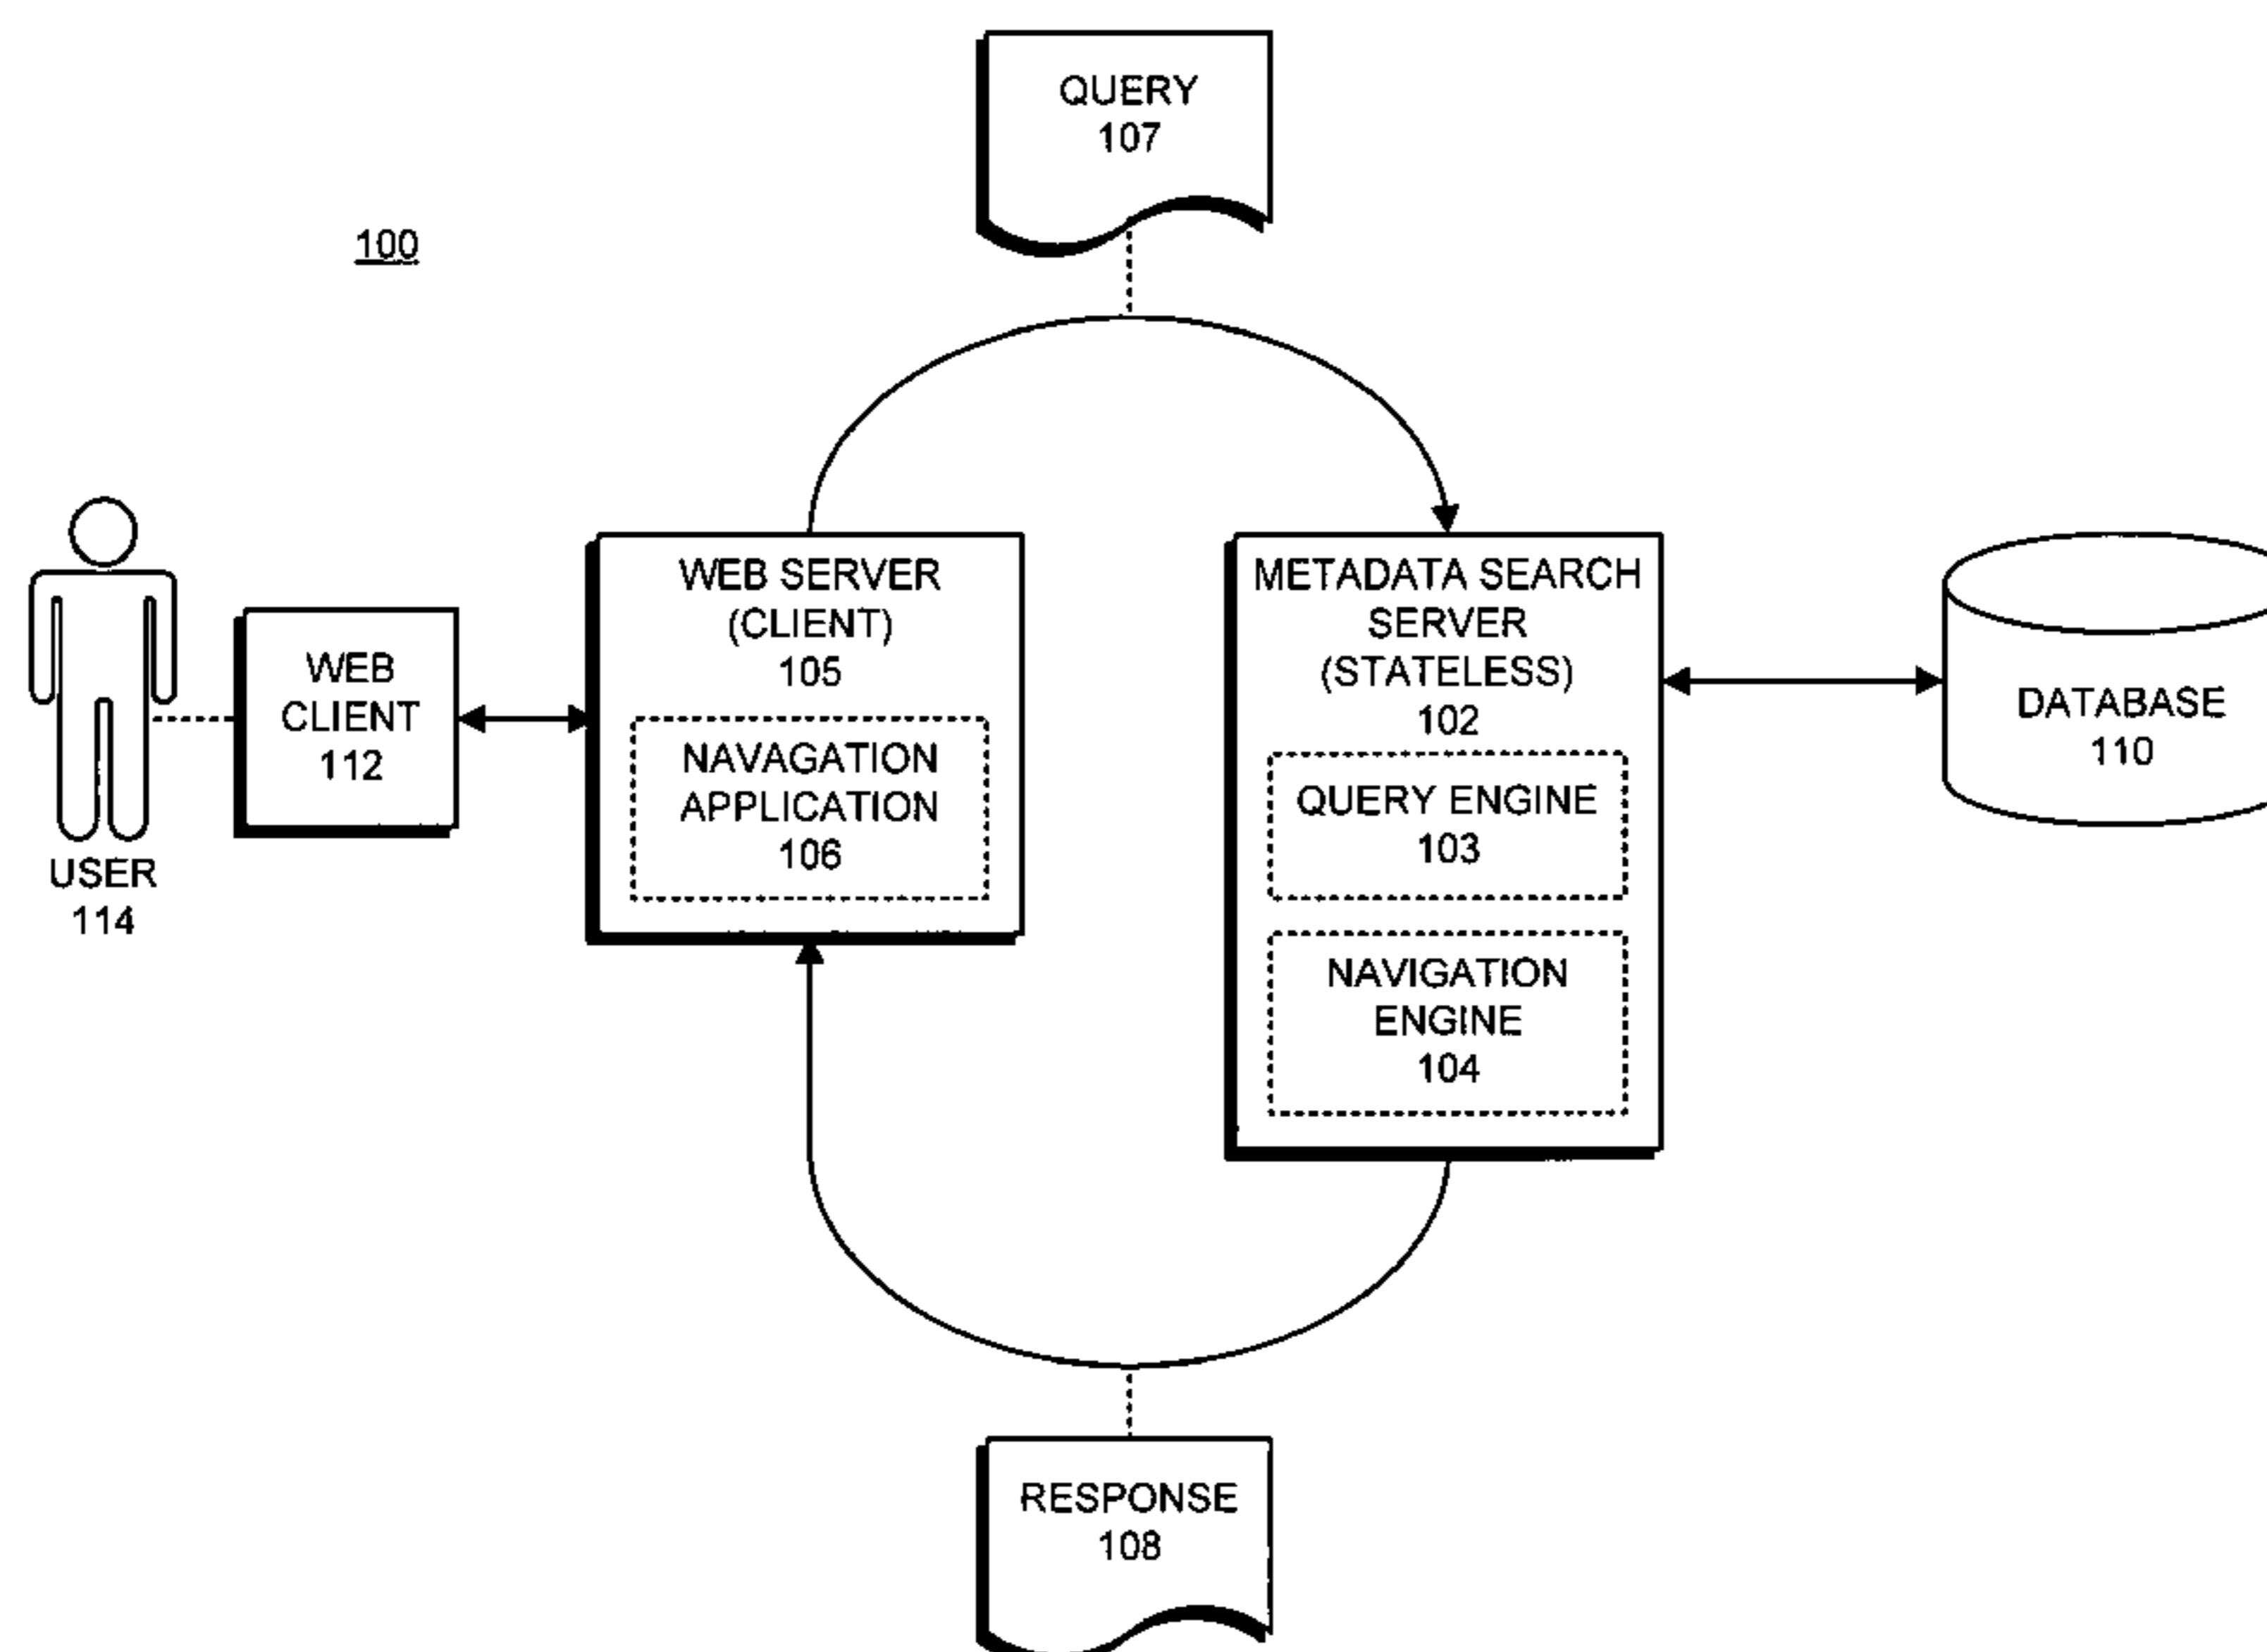 QUERY
107
100
WEB SERVER
(CLIENT)
105
METADATA SEARCH
SERVER
(STATELESS)
102
WEB
CLIENT
112
NAVAGATION
APPLICATION
106
QUERY ENGINE
103
DATABASE
110
USER
114
NAVIGATION
ENGINE
104
RESPONSE
108